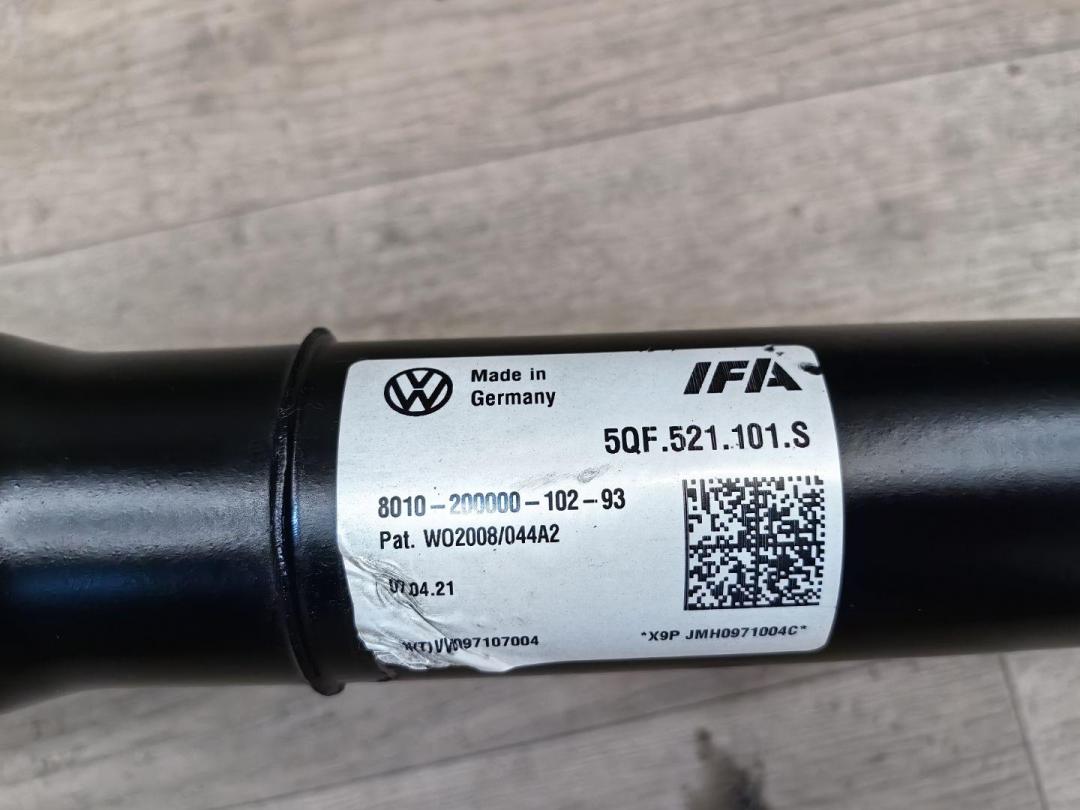 Made in
Germany
IFA
5QF.521.101.S
8010-200000-102-93
Pat. WO2008/044A2
07.04.21
*X9P JMH0971004C*